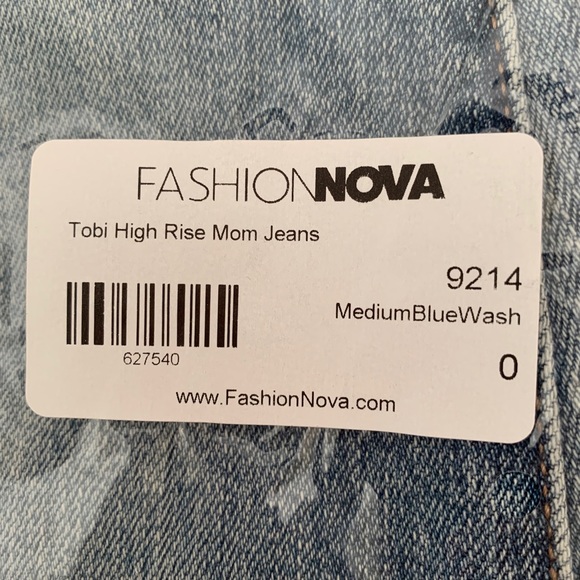 FASHIONNOVA
Tobi High Rise Mom Jeans
9214
MediumBlueWash
627540
0
www.FashionNova.com